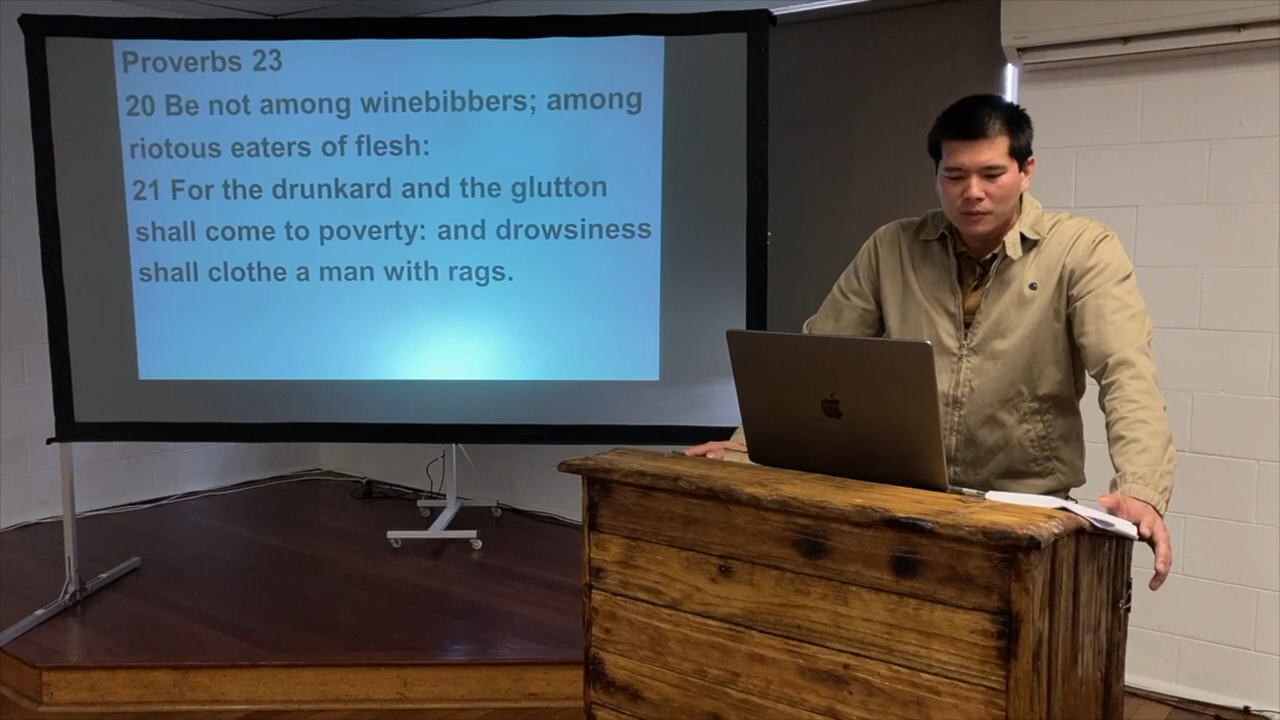 Proverbs 23
20 Be not among winebibbers; among
riotous eaters of flesh:
21 For the drunkard and the glutton
shall come to poverty: and drowsiness
shall clothe a man with rags.